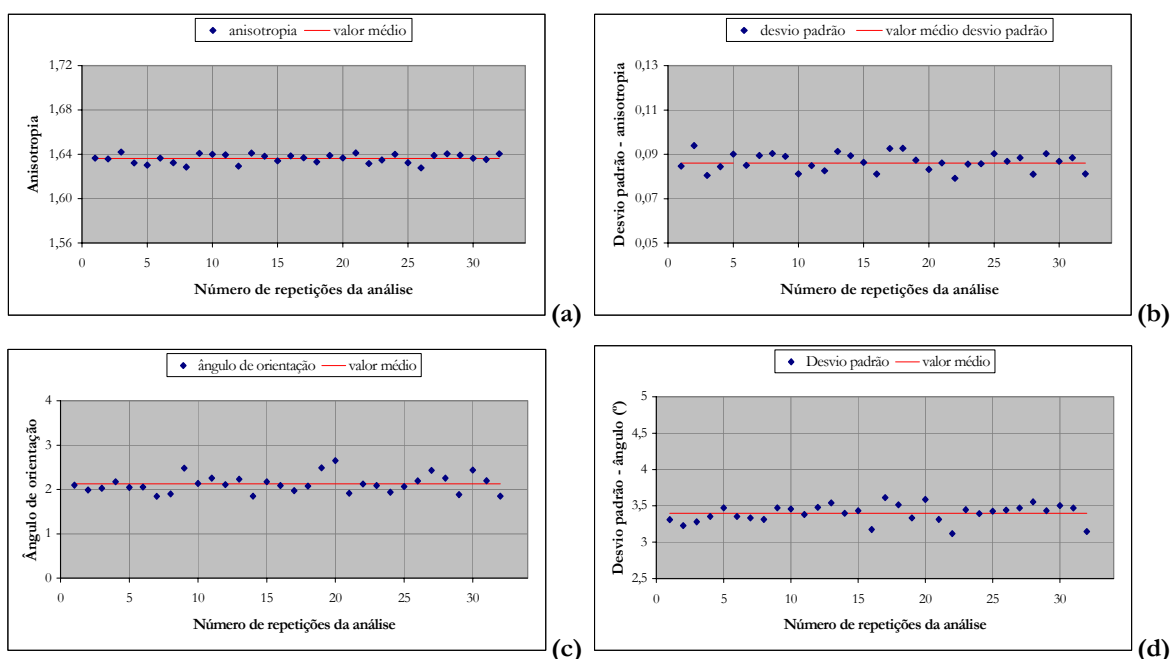 anisotropia valor médio
Anisotropia
1,72
1,68
1,64
1,60
1,56
0 5 10 15 20 25 30
Número de repetições da análise
(a)
desvio padrão valor médio desvio padrão
Desvio padrão - anisotropia
0,13
0,11
0,09
0,07
0,05
0 5 10 15 20 25 30
Número de repetições da análise
(b)
ângulo de orientação valor médio
Ângulo de orientação
4
3
2
1
0
0 5 10 15 20 25 30
Número de repetições da análise
(c)
Desvio padrão valor médio
Desvio padrão - ângulo (º)
5
4,5
4
3,5
3
2,5
0 5 10 15 20 25 30
Número de repetições da análise
(d)